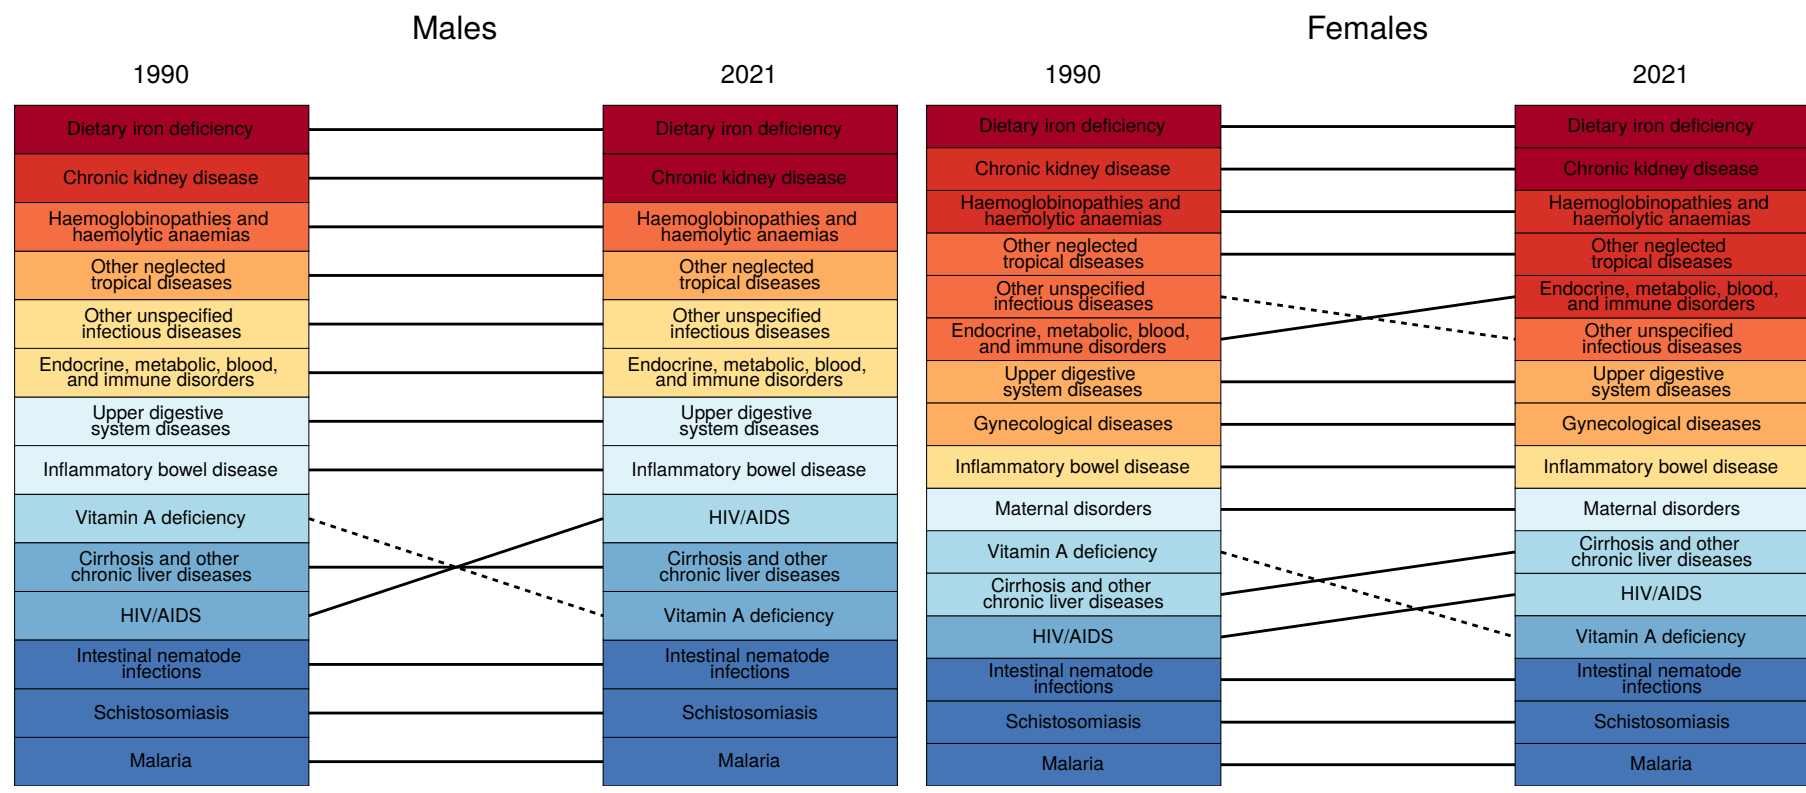 Males
1990
2021
Dietary iron deficiency
Chronic kidney disease
Haemoglobinopathies and
haemolytic anaemias
Other neglected
tropical diseases
Other unspecified
infectious diseases
Endocrine, metabolic, blood,
and immune disorders
Upper digestive
system diseases
Inflammatory bowel disease
Vitamin A deficiency
Cirrhosis and other
chronic liver diseases
HIV/AIDS
Intestinal nematode
infections
Schistosomiasis
Malaria
Dietary iron deficiency
Chronic kidney disease
Haemoglobinopathies and
haemolytic anaemias
Other neglected
tropical diseases
Other unspecified
infectious diseases
Endocrine, metabolic, blood,
and immune disorders
Upper digestive
system diseases
Inflammatory bowel disease
HIV/AIDS
Cirrhosis and other
chronic liver diseases
Vitamin A deficiency
Intestinal nematode
infections
Schistosomiasis
Malaria
Females
1990
2021
Dietary iron deficiency
Chronic kidney disease
Haemoglobinopathies and
haemolytic anaemias
Other neglected
tropical diseases
Other unspecified
infectious diseases
Endocrine, metabolic, blood,
and immune disorders
Upper digestive
system diseases
Gynecological diseases
Inflammatory bowel disease
Maternal disorders
Vitamin A deficiency
Cirrhosis and other
chronic liver diseases
HIV/AIDS
Intestinal nematode
infections
Schistosomiasis
Malaria
Dietary iron deficiency
Chronic kidney disease
Haemoglobinopathies and
haemolytic anaemias
Other neglected
tropical diseases
Endocrine, metabolic, blood,
and immune disorders
Other unspecified
infectious diseases
Upper digestive
system diseases
Gynecological diseases
Inflammatory bowel disease
Maternal disorders
Cirrhosis and other
chronic liver diseases
HIV/AIDS
Vitamin A deficiency
Intestinal nematode
infections
Schistosomiasis
Malaria